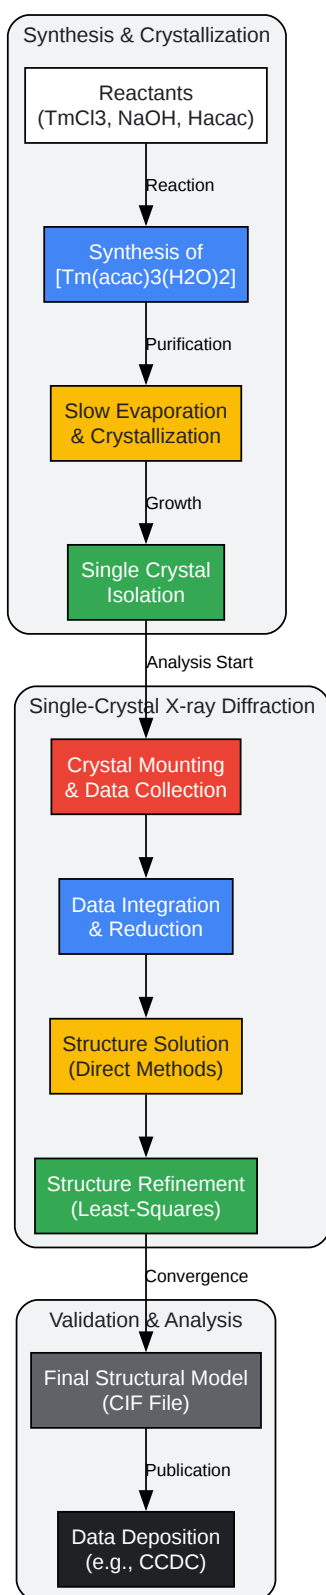 Synthesis & Crystallization
Reactants
(TmCl3, NaOH, Hacac)
Reaction
Synthesis of
[Tm(acac)3(H2O)2]
Purification
Slow Evaporation
& Crystallization
Growth
Single Crystal
Isolation
Analysis Start
Single-Crystal X-ray Diffraction
Crystal Mounting
& Data Collection
Data Integration
& Reduction
Structure Solution
(Direct Methods)
Structure Refinement
(Least-Squares)
Convergence
Validation & Analysis
Final Structural Model
(CIF File)
Publication
Data Deposition
(e.g., CCDC)